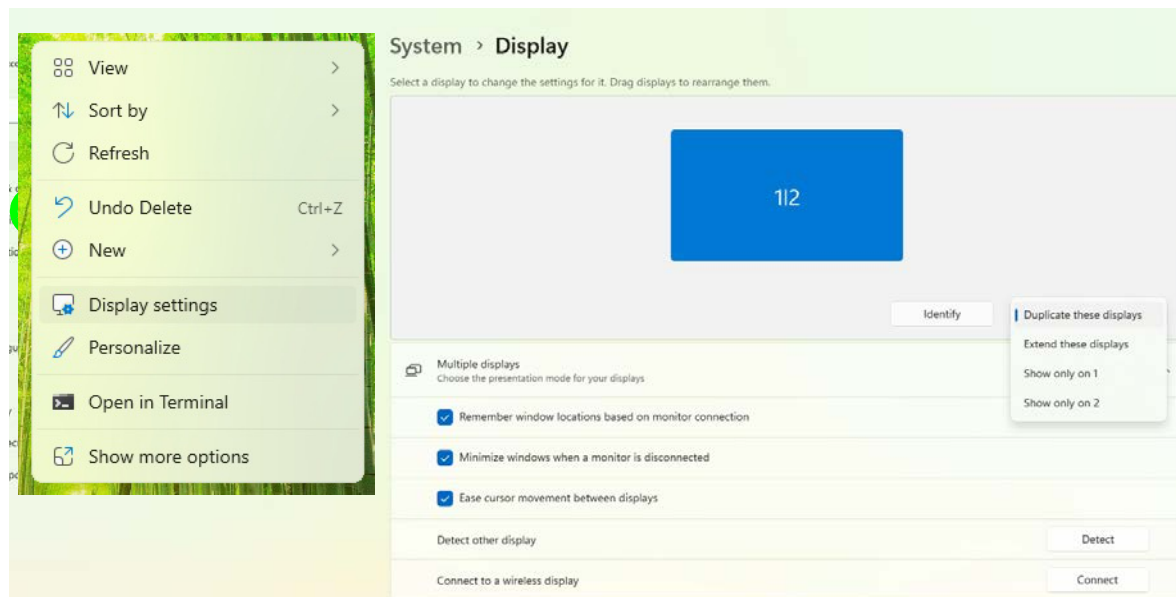 View
Sort by
Refresh
Undo Delete Ctrl+Z
New
Display settings
Personalize
Open in Terminal
Show more options
System > Display
Select a display to change the settings for it. Drag displays to rearrange them.
1|2
Identify
Duplicate these displays
Extend these displays
Show only on 1
Show only on 2
Multiple displays
Choose the presentation mode for your displays
Remember window locations based on monitor connection
Minimize windows when a monitor is disconnected
Ease cursor movement between displays
Detect other display
Detect
Connect to a wireless display
Connect